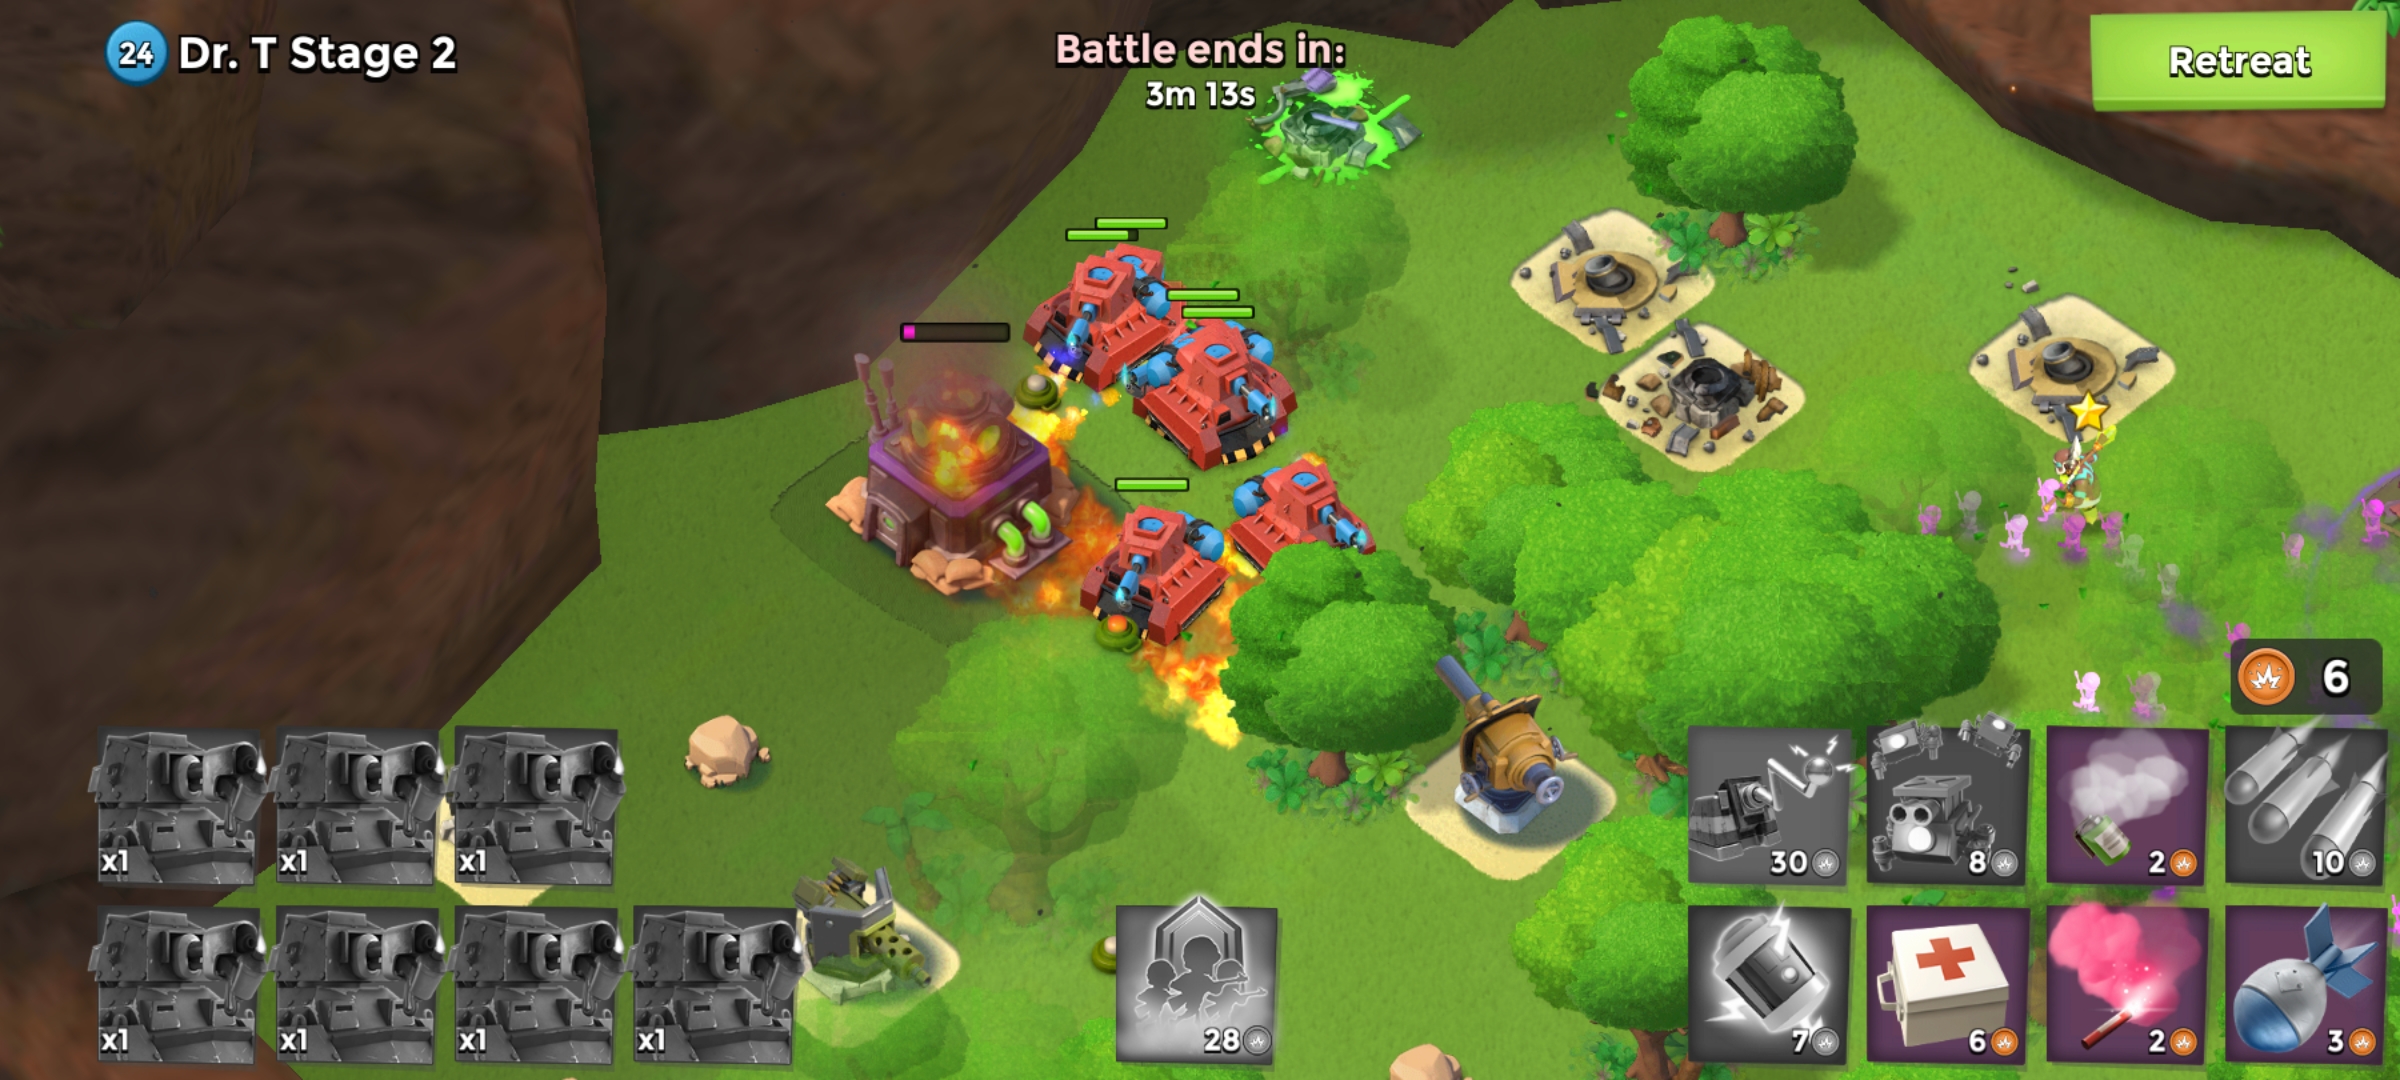 24 Dr. T Stage 2
Battle ends in:
3m 13s
Retreat
6
x1 x1 x1
30 8 2 10
x1 x1 x1 x1
28
7 6 2 3